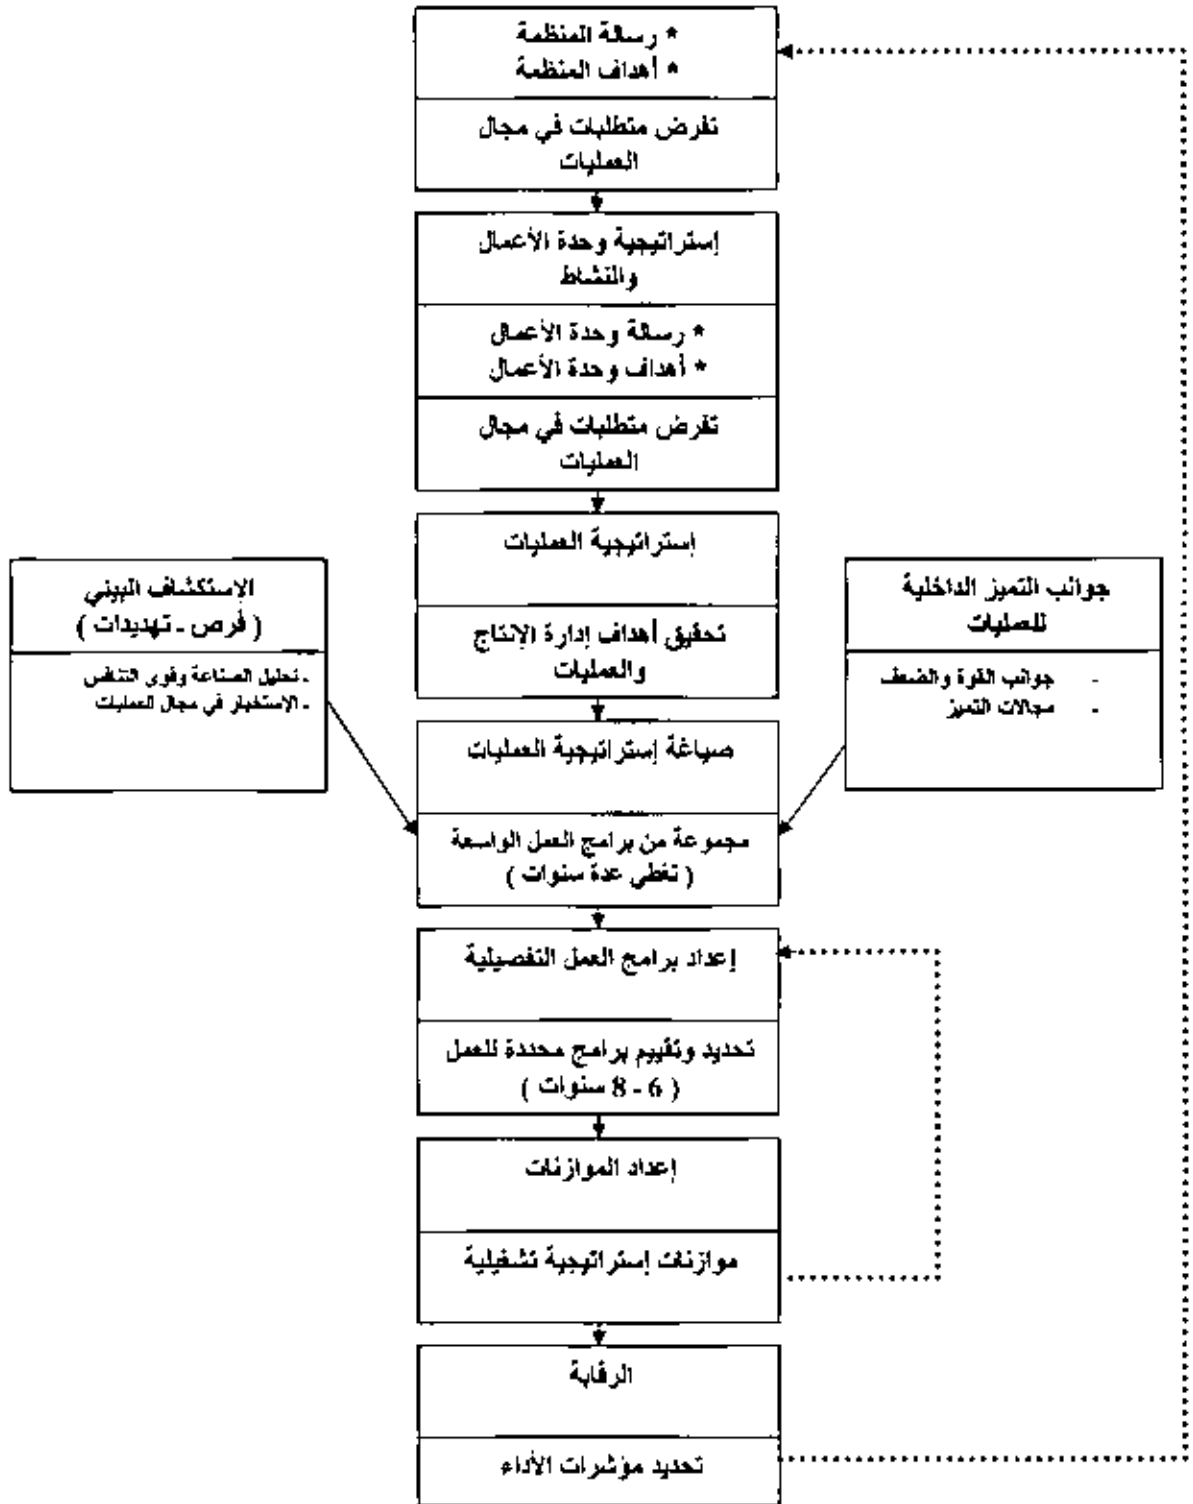 * رسالة المنظمة
* أهداف المنظمة
تفرض متطلبات في مجال
العمليات
إستراتيجية وحدة الأعمال
والنشاط
* رسالة وحدة الأعمال
* أهداف وحدة الأعمال
تفرض متطلبات في مجال
العمليات
إستراتيجية العمليات
تحقيق أهداف إدارة الإنتاج
والعمليات
جوانب التميز الداخلية
للعمليات
- جوانب القوة والضعف
- مجالات التميز
الإستكشاف البيئي
( فرص - تهديدات )
- تحليل الصناعة وقوى التنافس
- الاستخبار في مجال العمليات
صياغة إستراتيجية العمليات
مجموعة من برامج العمل الواسعة
( تغطي عدة سنوات )
إعداد برامج العمل التفصيلية
تحديد وتقييم برامج محددة للعمل
( 6 - 8 سنوات )
إعداد الموازنات
موازنات إستراتيجية تشغيلية
الرقابة
تحديد مؤشرات الأداء